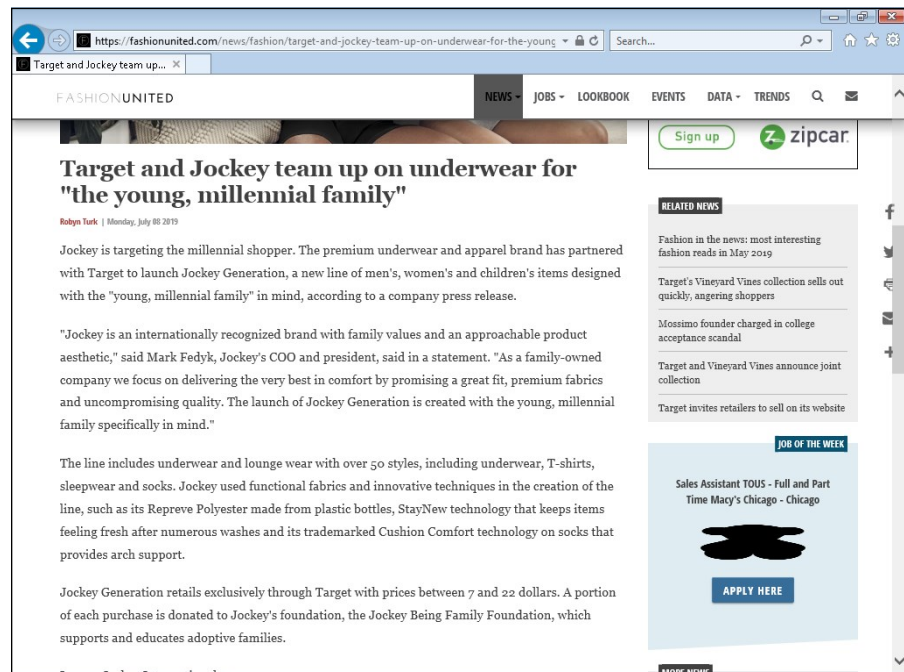 https://fashionunited.com/news/fashion/target-and-jockey-team-up-on-underwear-for-the-young
Search...
Target and Jockey team up...
FASHIONUNITED
NEWS
JOBS
LOOKBOOK
EVENTS
DATA
TRENDS
Sign up
zipcar
Target and Jockey team up on underwear for
"the young, millennial family"
Robyn Turk | Monday, July 08 2019
Jockey is targeting the millennial shopper. The premium underwear and apparel brand has partnered
with Target to launch Jockey Generation, a new line of men's, women's and children's items designed
with the "young, millennial family" in mind, according to a company press release.
"Jockey is an internationally recognized brand with family values and an approachable product
aesthetic," said Mark Fedyk, Jockey's COO and president, said in a statement. "As a family-owned
company we focus on delivering the very best in comfort by promising a great fit, premium fabrics
and uncompromising quality. The launch of Jockey Generation is created with the young, millennial
family specifically in mind."
The line includes underwear and lounge wear with over 50 styles, including underwear, T-shirts,
sleepwear and socks. Jockey used functional fabrics and innovative techniques in the creation of the
line, such as its Repreve Polyester made from plastic bottles, StayNew technology that keeps items
feeling fresh after numerous washes and its trademarked Cushion Comfort technology on socks that
provides arch support.
Jockey Generation retails exclusively through Target with prices between 7 and 22 dollars. A portion
of each purchase is donated to Jockey's foundation, the Jockey Being Family Foundation, which
supports and educates adoptive families.
RELATED NEWS
Fashion in the news: most interesting
fashion reads in May 2019
Target's Vineyard Vines collection sells out
quickly, angering shoppers
Mossimo founder charged in college
acceptance scandal
Target and Vineyard Vines announce joint
collection
Target invites retailers to sell on its website
JOB OF THE WEEK
Sales Assistant TOUS - Full and Part
Time Macy's Chicago - Chicago
APPLY HERE
MORE NEWS